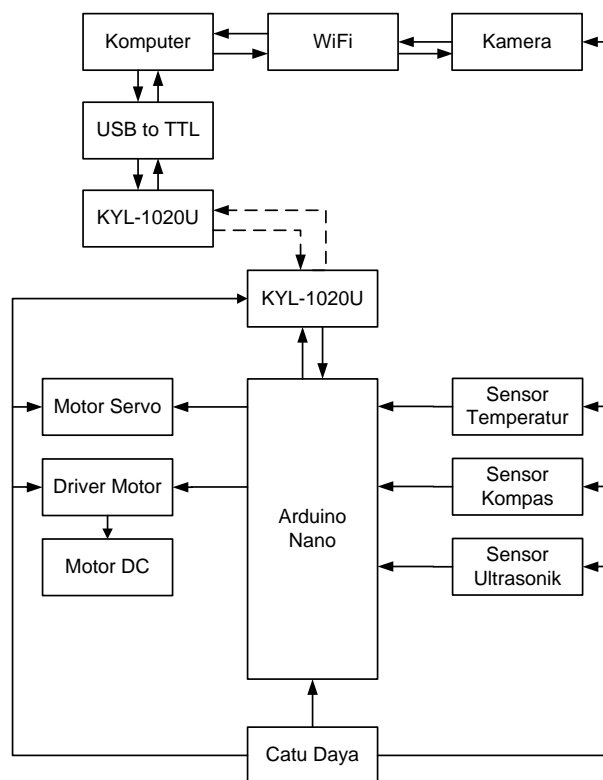 Komputer
WiFi
Kamera
USB to TTL
KYL-1020U
KYL-1020U
Motor Servo
Sensor
Temperatur
Driver Motor
Arduino
Nano
Sensor
Kompas
Motor DC
Sensor
Ultrasonik
Catu Daya